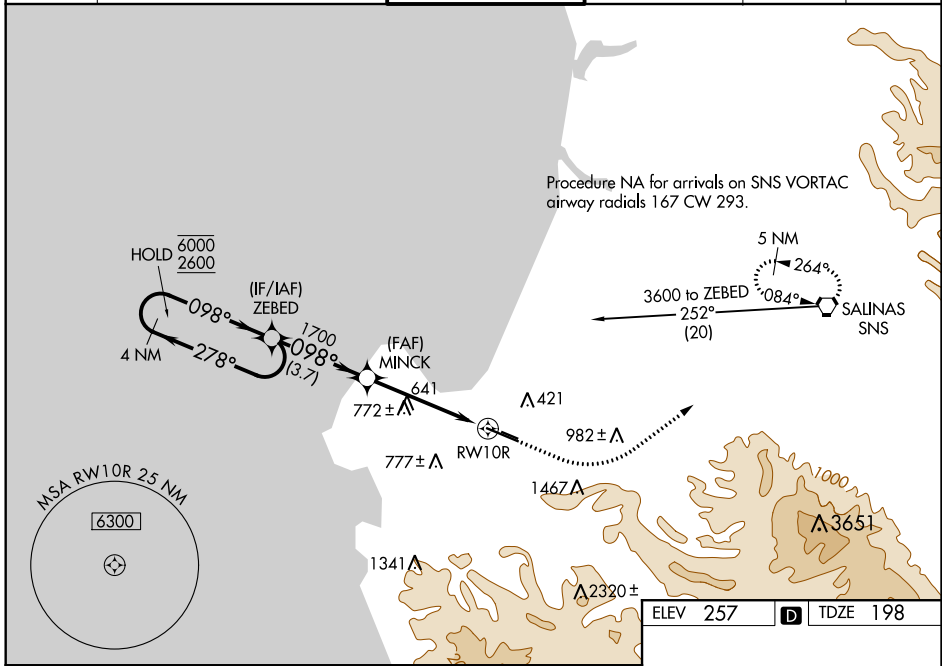 Procedure NA for arrivals on SNS VORTAC
airway radials 167 CW 293.
HOLD 6000
2600
(IF/IAF)
ZEBED
098°
4 NM
278°
1700
098°
(3.7)
(FAF)
MINCK
641
772±
777±
RW10R
421
982±
5 NM
264°
084°
3600 to ZEBED
252°
(20)
SALINAS
SNS
1467
1000
3651
1341
2320±
MSA RW10R 25 NM
6300
ELEV 257 D TDZE 198